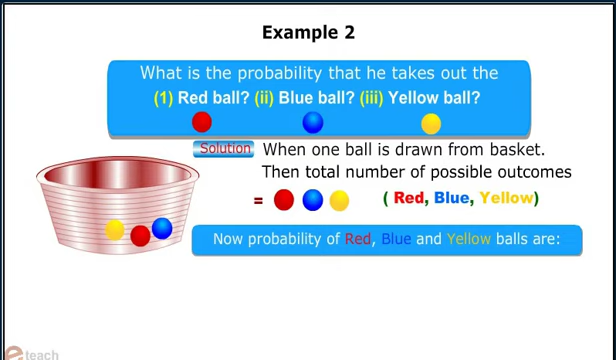 Example 2
What is the probability that he takes out the
(1) Red ball? (ii) Blue ball? (iii) Yellow ball?
Solution When one ball is drawn from basket.
Then total number of possible outcomes
= ( Red, Blue, Yellow)
Now probability of Red, Blue and Yellow balls are:
e teach